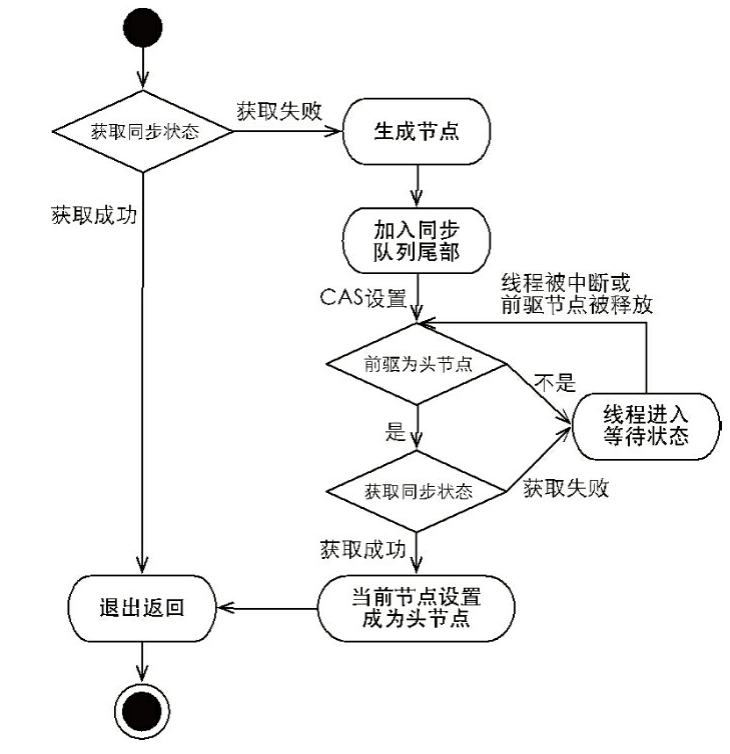 获取同步状态
获取失败
生成节点
获取成功
加入同步
队列尾部
CAS设置
线程被中断或
前驱节点被释放
前驱为头节点
不是
线程进入
等待状态
是
获取同步状态
获取失败
获取成功
退出返回
当前节点设置
成为头节点